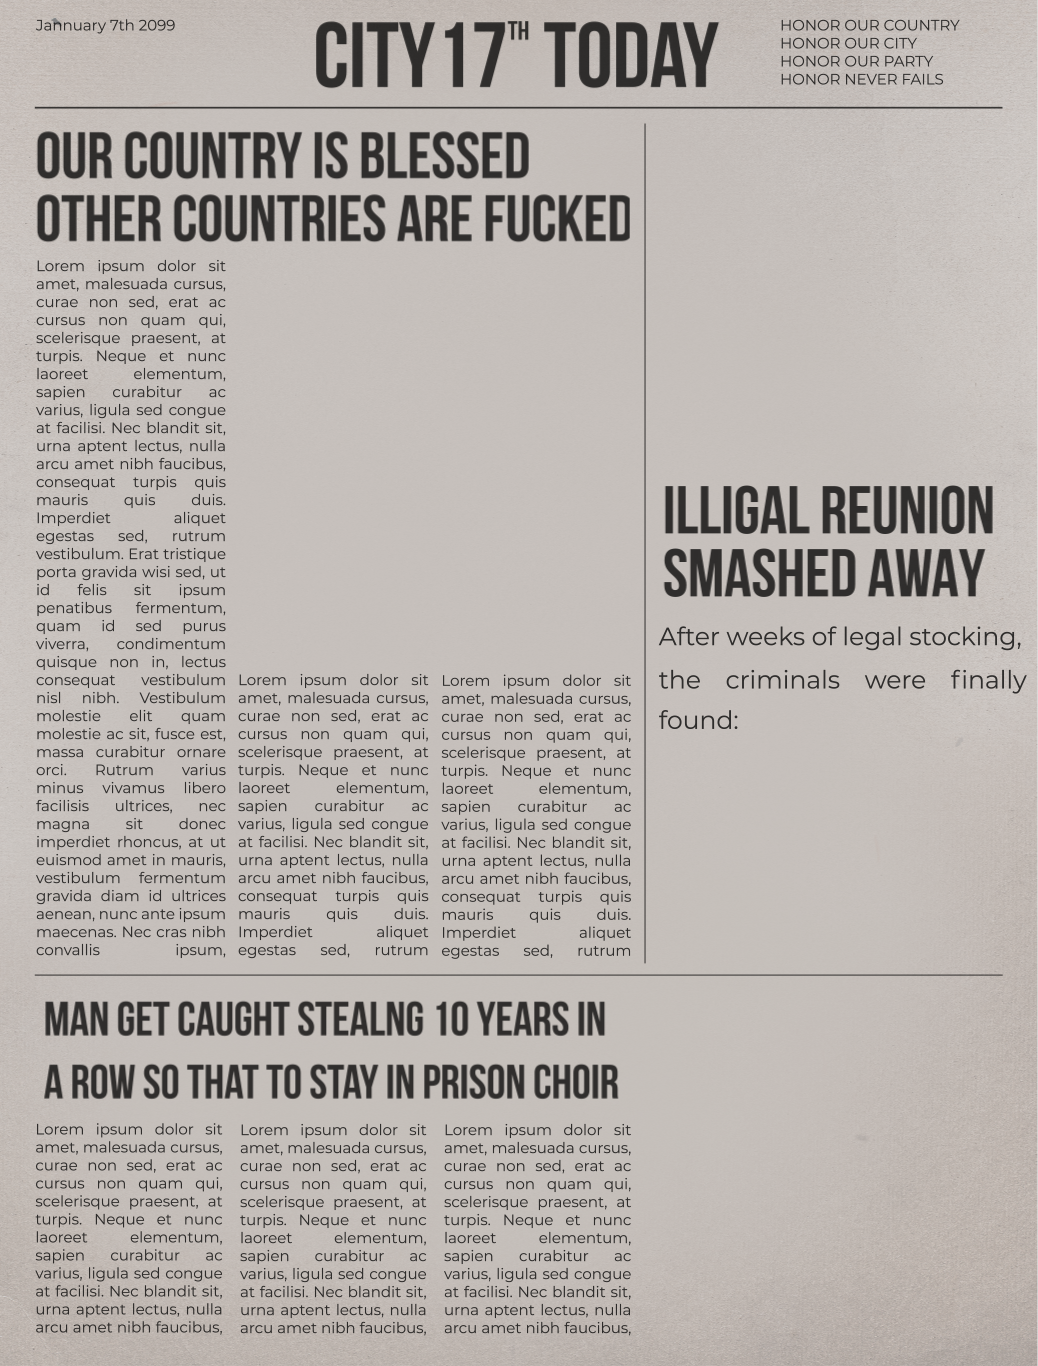 Jannuary 7th 2099
CITY17TH TODAY
HONOR OUR COUNTRY
HONOR OUR CITY
HONOR OUR PARTY
HONOR NEVER FAILS
OUR COUNTRY IS BLESSED
OTHER COUNTRIES ARE FUCKED
Lorem ipsum dolor sit
amet, malesuada cursus,
curae non sed, erat ac
cursus non quam qui,
scelerisque praesent, at
turpis. Neque et nunc
laoreet elementum,
sapien curabitur ac
varius, ligula sed congue
at facilisi. Nec blandit sit,
urna aptent lectus, nulla
arcu amet nibh faucibus,
consequat turpis quis
mauris quis duis.
Imperdiet aliquet
egestas sed, rutrum
vestibulum. Erat tristique
porta gravida wisi sed, ut
id felis sit ipsum
penatibus fermentum,
quam id sed purus
viverra, condimentum
quisque non in, lectus
consequat vestibulum
nisl nibh. Vestibulum
molestie elit quam
molestie ac sit, fusce est,
massa curabitur ornare
orci. Rutrum varius
minus vivamus libero
facilisis ultrices, nec
magna sit donec
imperdiet rhoncus, at ut
euismod amet in mauris,
vestibulum fermentum
gravida diam id ultrices
aenean, nunc ante ipsum
maecenas. Nec cras nibh
convallis ipsum,
Lorem ipsum dolor sit
amet, malesuada cursus,
curae non sed, erat ac
cursus non quam qui,
scelerisque praesent, at
turpis. Neque et nunc
laoreet elementum,
sapien curabitur ac
varius, ligula sed congue
at facilisi. Nec blandit sit,
urna aptent lectus, nulla
arcu amet nibh faucibus,
consequat turpis quis
mauris quis duis.
Imperdiet aliquet
egestas sed, rutrum
Lorem ipsum dolor sit
amet, malesuada cursus,
curae non sed, erat ac
cursus non quam qui,
scelerisque praesent, at
turpis. Neque et nunc
laoreet elementum,
sapien curabitur ac
varius, ligula sed congue
at facilisi. Nec blandit sit,
urna aptent lectus, nulla
arcu amet nibh faucibus,
consequat turpis quis
mauris quis duis.
Imperdiet aliquet
egestas sed, rutrum
ILLIGAL REUNION
SMASHED AWAY
After weeks of legal stocking,
the criminals were finally
found:
MAN GET CAUGHT STEALNG 10 YEARS IN
A ROW SO THAT TO STAY IN PRISON CHOIR
Lorem ipsum dolor sit
amet, malesuada cursus,
curae non sed, erat ac
cursus non quam qui,
scelerisque praesent, at
turpis. Neque et nunc
laoreet elementum,
sapien curabitur ac
varius, ligula sed congue
at facilisi. Nec blandit sit,
urna aptent lectus, nulla
arcu amet nibh faucibus,
Lorem ipsum dolor sit
amet, malesuada cursus,
curae non sed, erat ac
cursus non quam qui,
scelerisque praesent, at
turpis. Neque et nunc
laoreet elementum,
sapien curabitur ac
varius, ligula sed congue
at facilisi. Nec blandit sit,
urna aptent lectus, nulla
arcu amet nibh faucibus,
Lorem ipsum dolor sit
amet, malesuada cursus,
curae non sed, erat ac
cursus non quam qui,
scelerisque praesent, at
turpis. Neque et nunc
laoreet elementum,
sapien curabitur ac
varius, ligula sed congue
at facilisi. Nec blandit sit,
urna aptent lectus, nulla
arcu amet nibh faucibus,